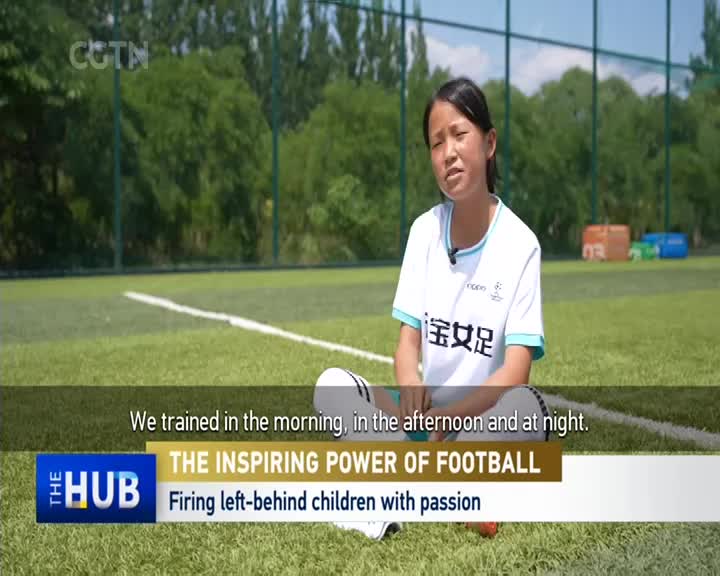 CGTN
oppo
宝女足
03
We trained in the morning, in the afternoon and at night.
THE INSPIRING POWER OF FOOTBALL
THE HUB
Firing left-behind children with passion